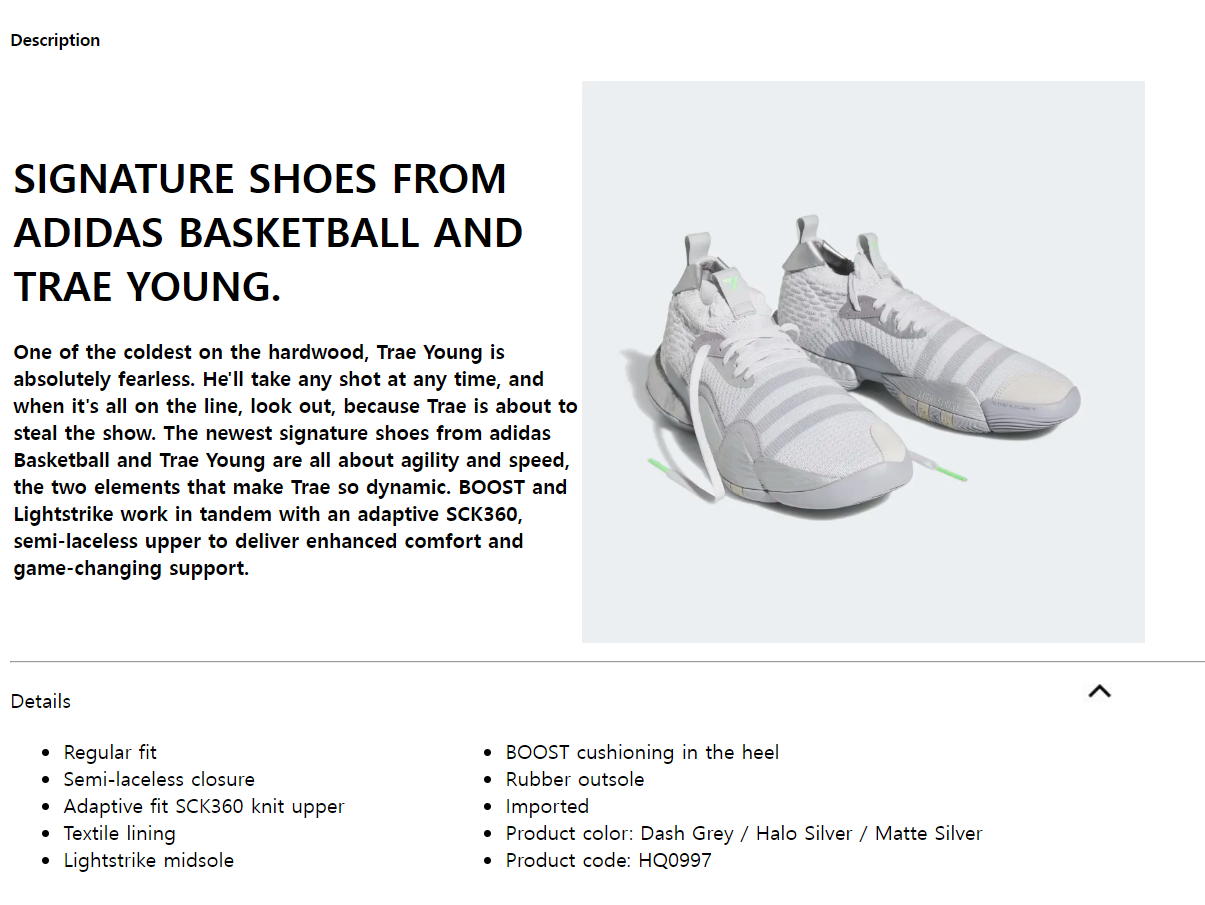 Description
SIGNATURE SHOES FROM
ADIDAS BASKETBALL AND
TRAE YOUNG.
One of the coldest on the hardwood, Trae Young is
absolutely fearless. He'll take any shot at any time, and
when it's all on the line, look out, because Trae is about to
steal the show. The newest signature shoes from adidas
Basketball and Trae Young are all about agility and speed,
the two elements that make Trae so dynamic. BOOST and
Lightstrike work in tandem with an adaptive SCK360,
semi-laceless upper to deliver enhanced comfort and
game-changing support.
Details
Regular fit
Semi-laceless closure
Adaptive fit SCK360 knit upper
Textile lining
Lightstrike midsole
BOOST cushioning in the heel
Rubber outsole
Imported
Product color: Dash Grey / Halo Silver / Matte Silver
Product code: HQ0997